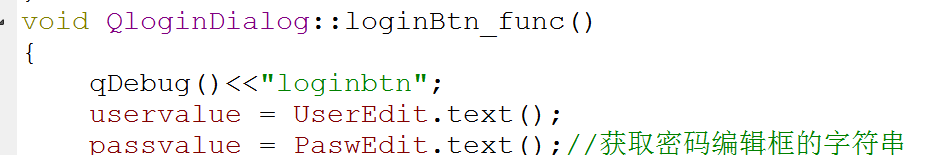 void QloginDialog::loginBtn_func()
{
    qDebug()<<"loginbtn";
    uservalue = UserEdit.text();
    passvalue = PaswEdit.text();//获取密码编辑框的字符串